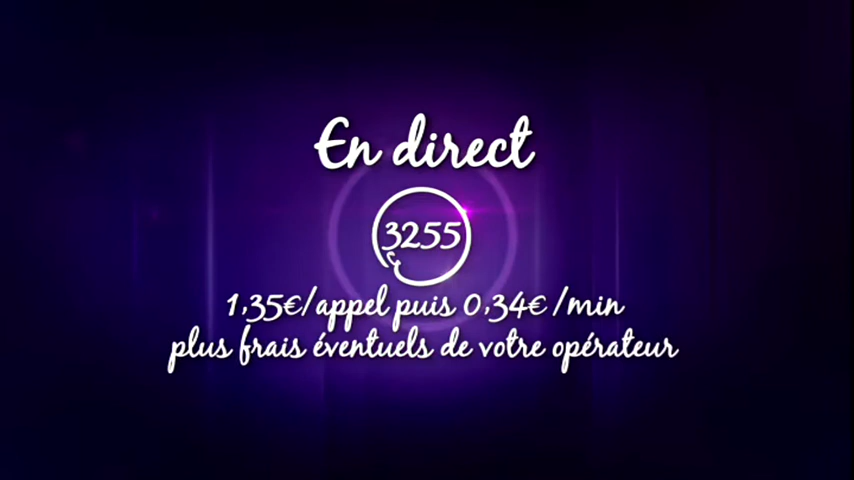 En direct
3255
1,35€/appel puis 0,34€ /min
plus frais éventuels de votre opérateur